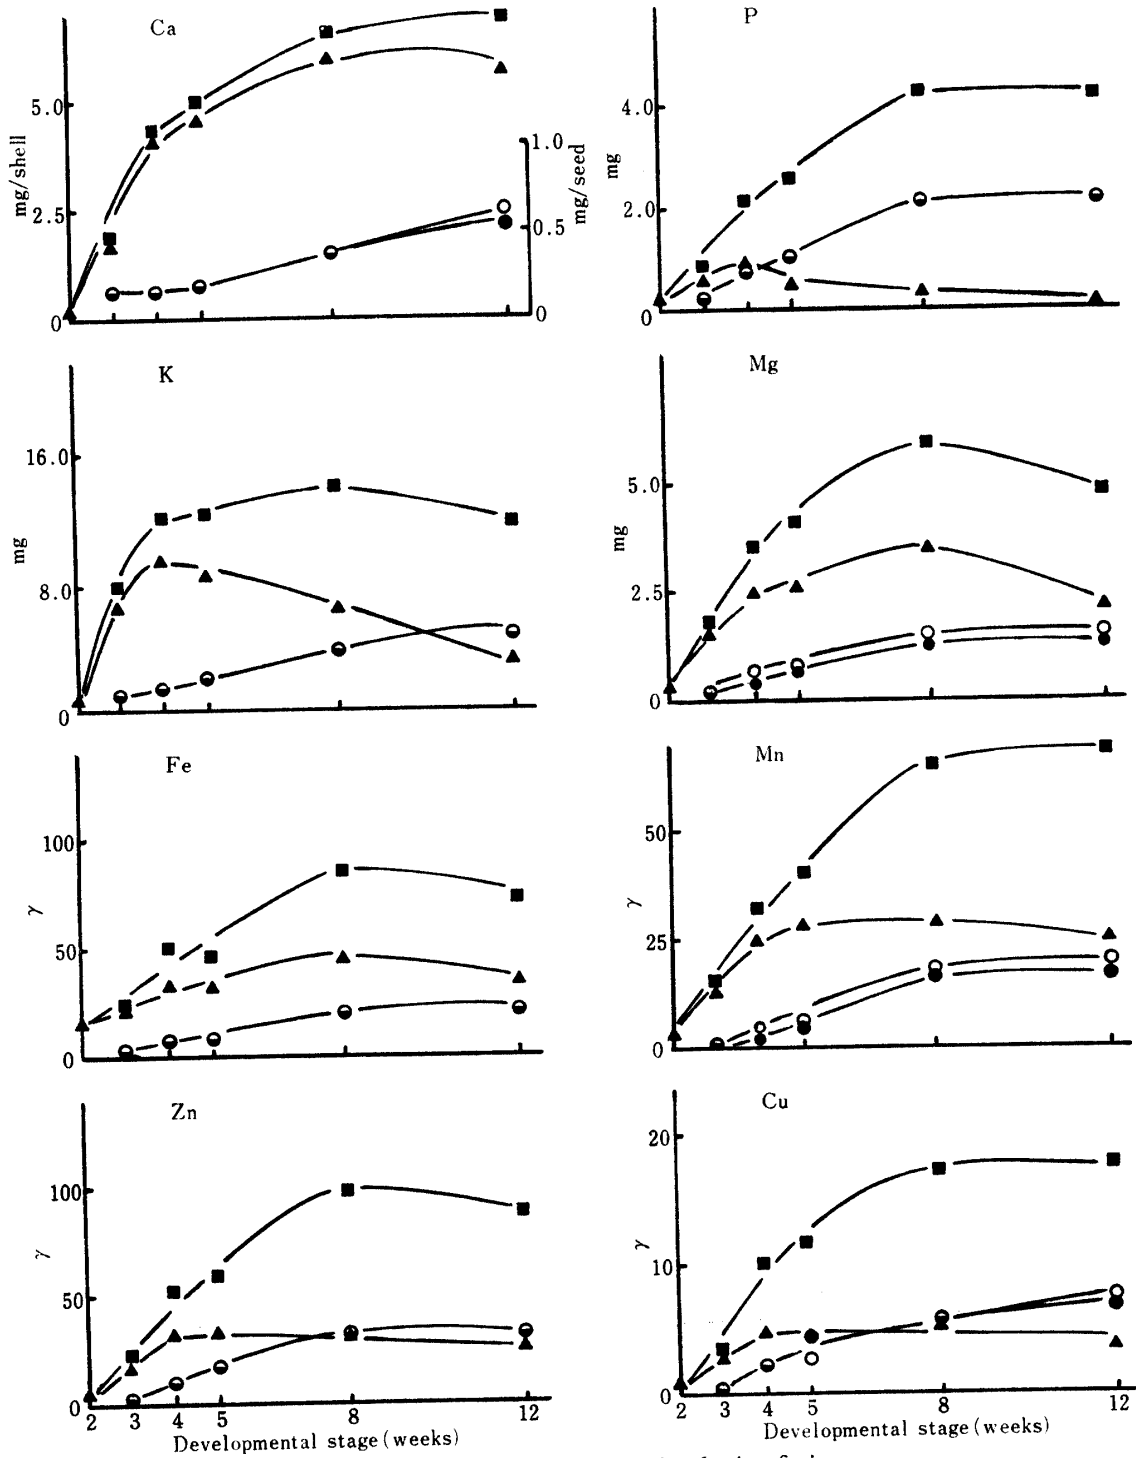 Ca
5.0
2.5
0
mg/shell
1.0
0.5
0
mg/seed
P
4.0
2.0
0
mg
K
16.0
8.0
0
mg
Mg
5.0
2.5
0
mg
Fe
100
50
0
γ
Mn
50
25
0
γ
Zn
100
50
0
γ
2 3 4 5 8 12
Developmental stage(weeks)
Cu
20
10
0
γ
2 3 4 5 8 12
Developmental stage(weeks)